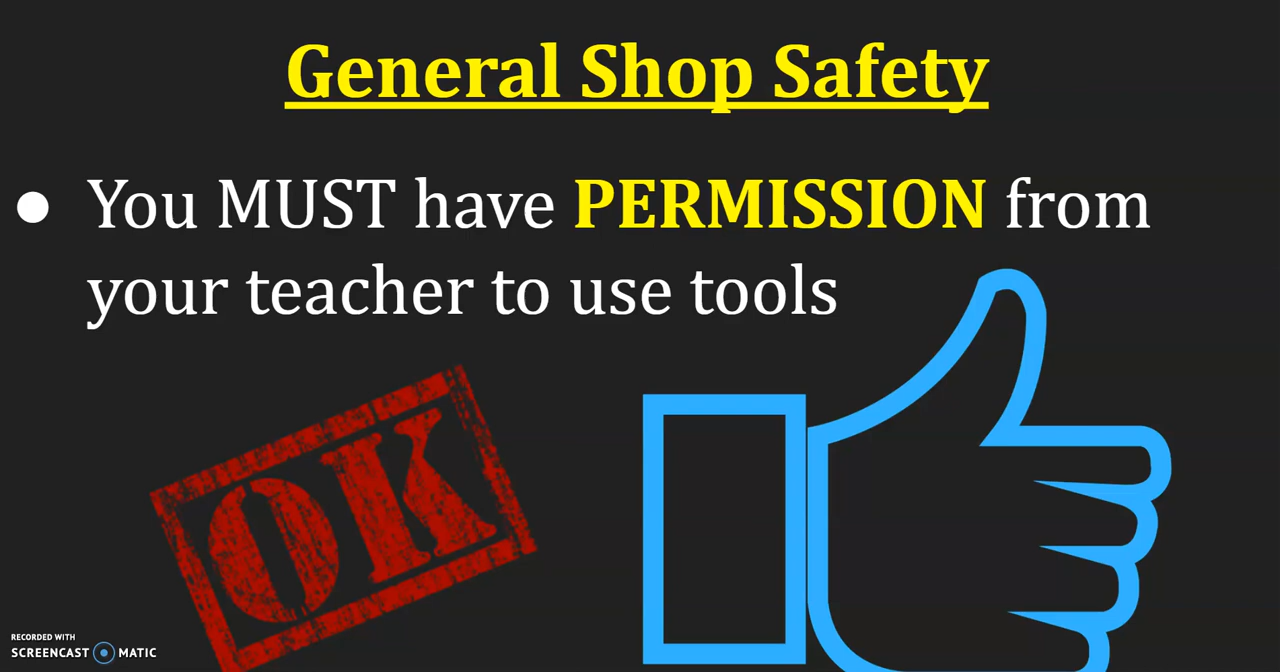 General Shop Safety
● You MUST have PERMISSION from
your teacher to use tools
OK
RECORDED WITH
SCREENCAST MATIC